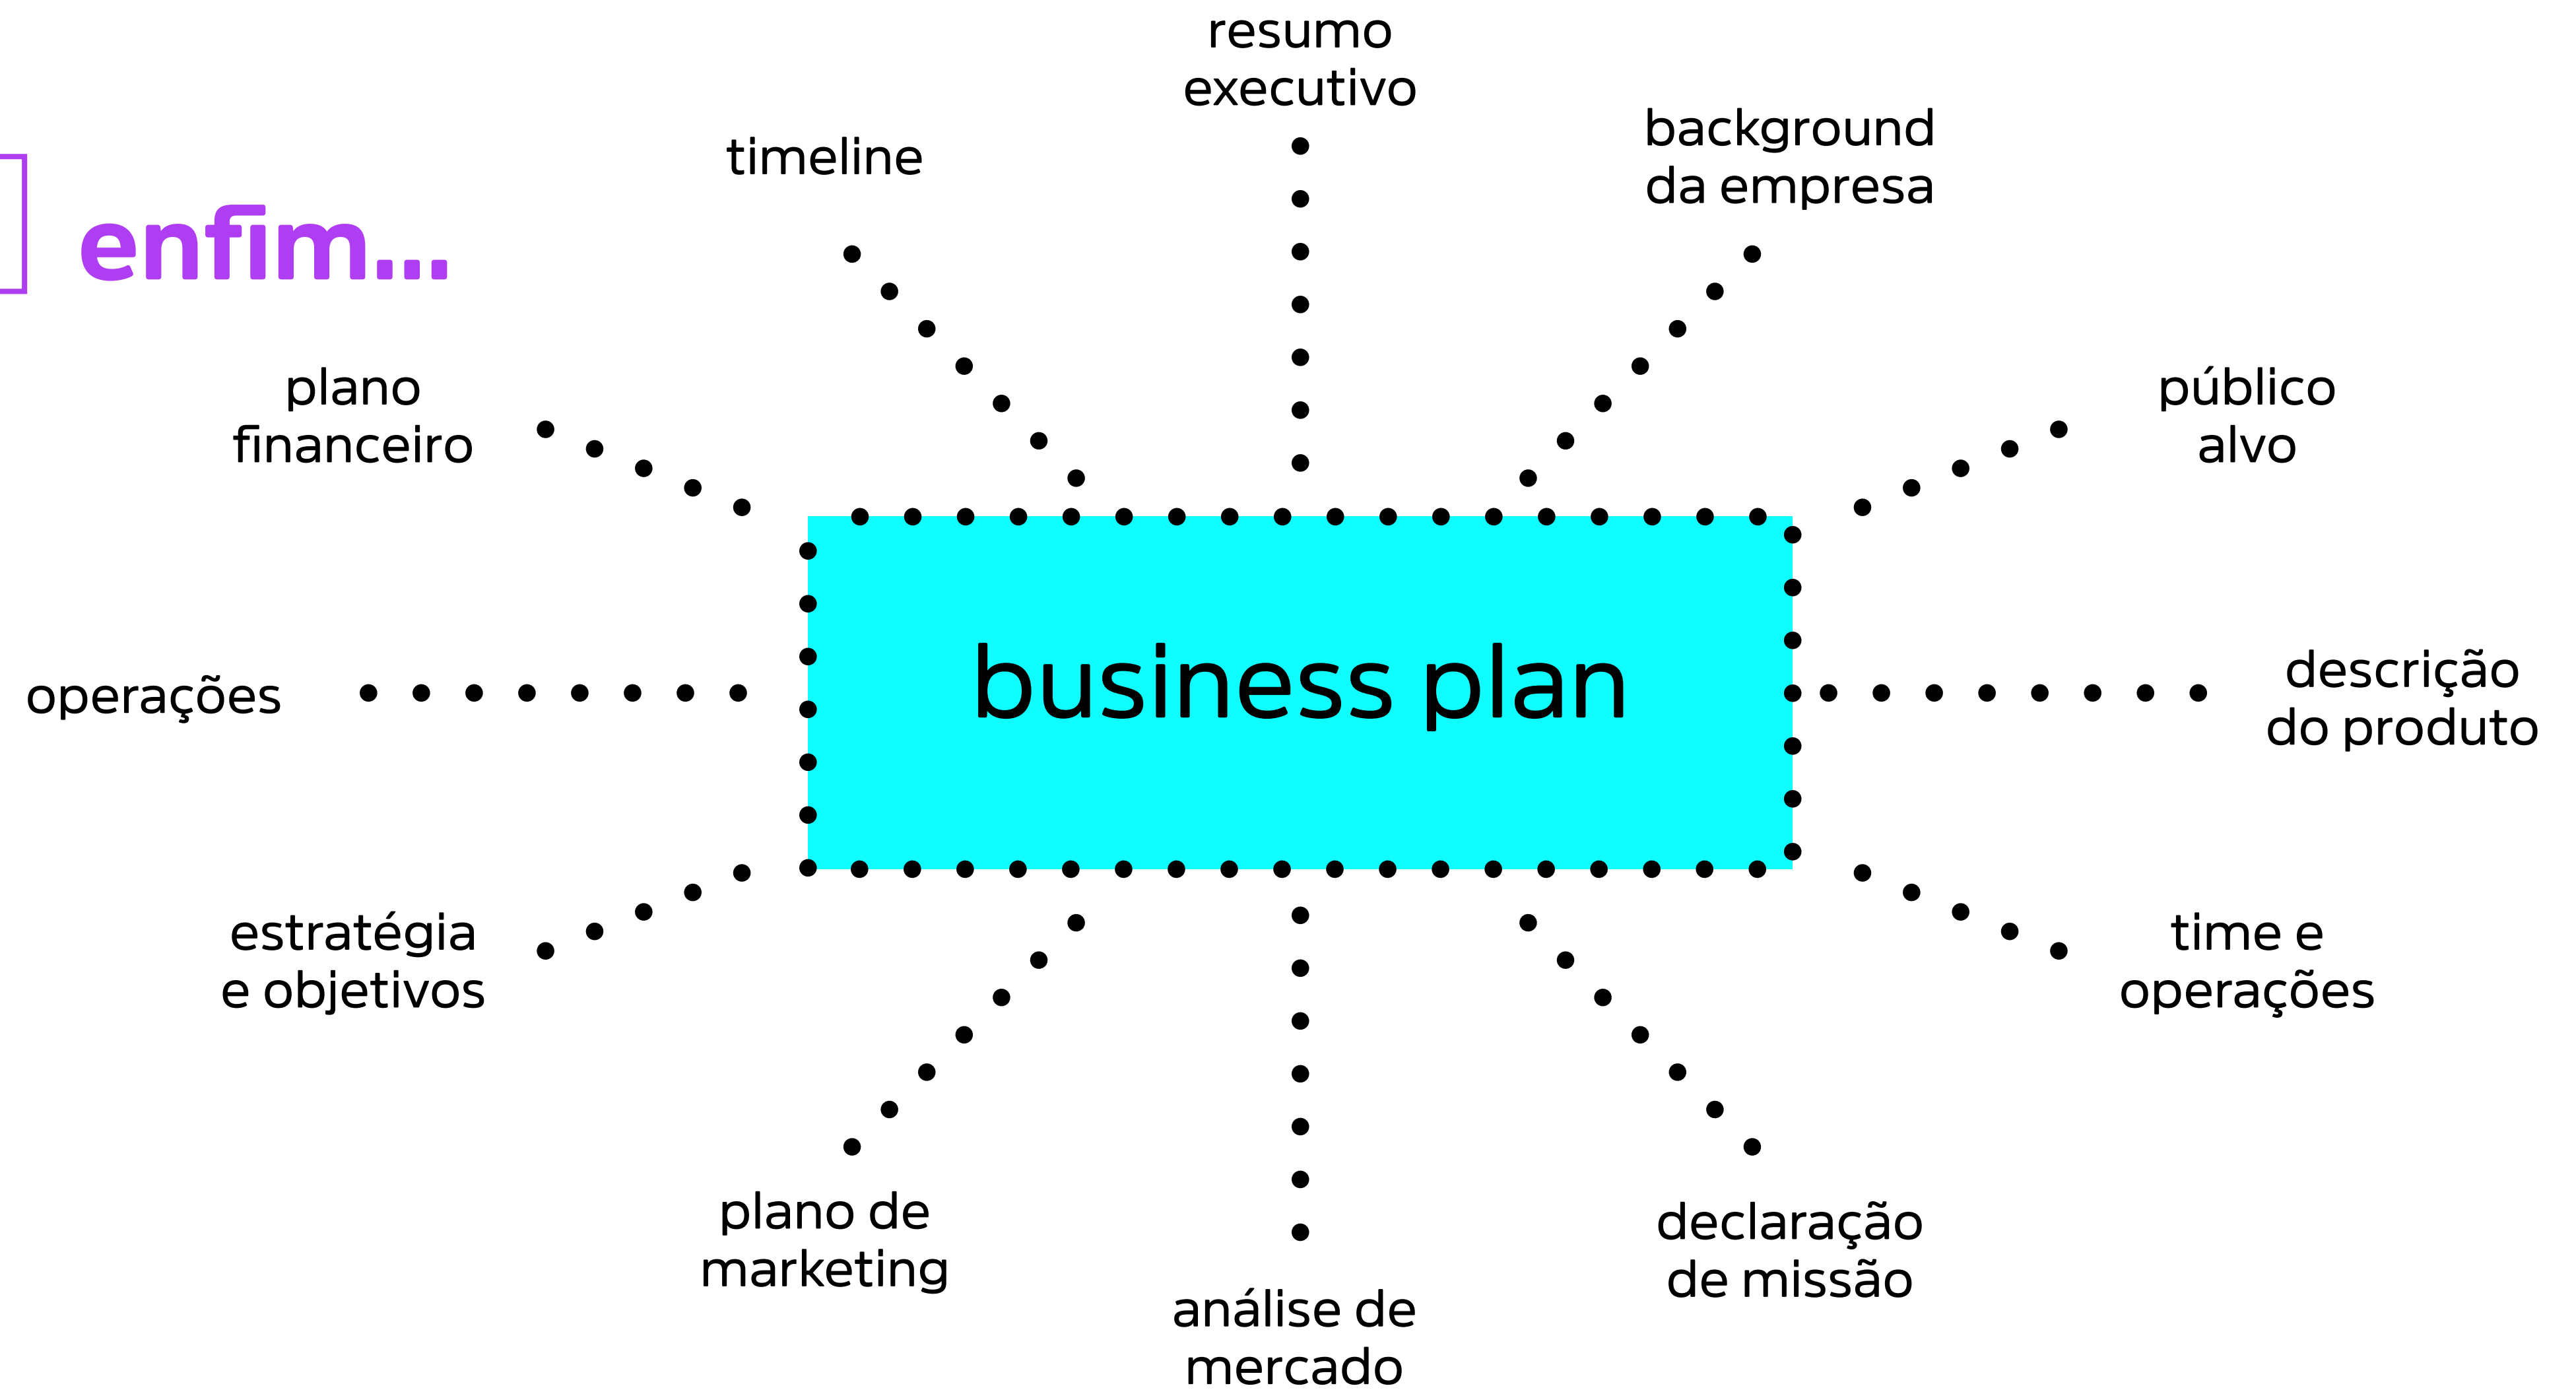 enfim...
resumo
executivo
background
da empresa
público
alvo
descrição
do produto
time e
operações
declaração
de missão
análise de
mercado
plano de
marketing
estratégia
e objetivos
operações
plano
financeiro
timeline
business plan